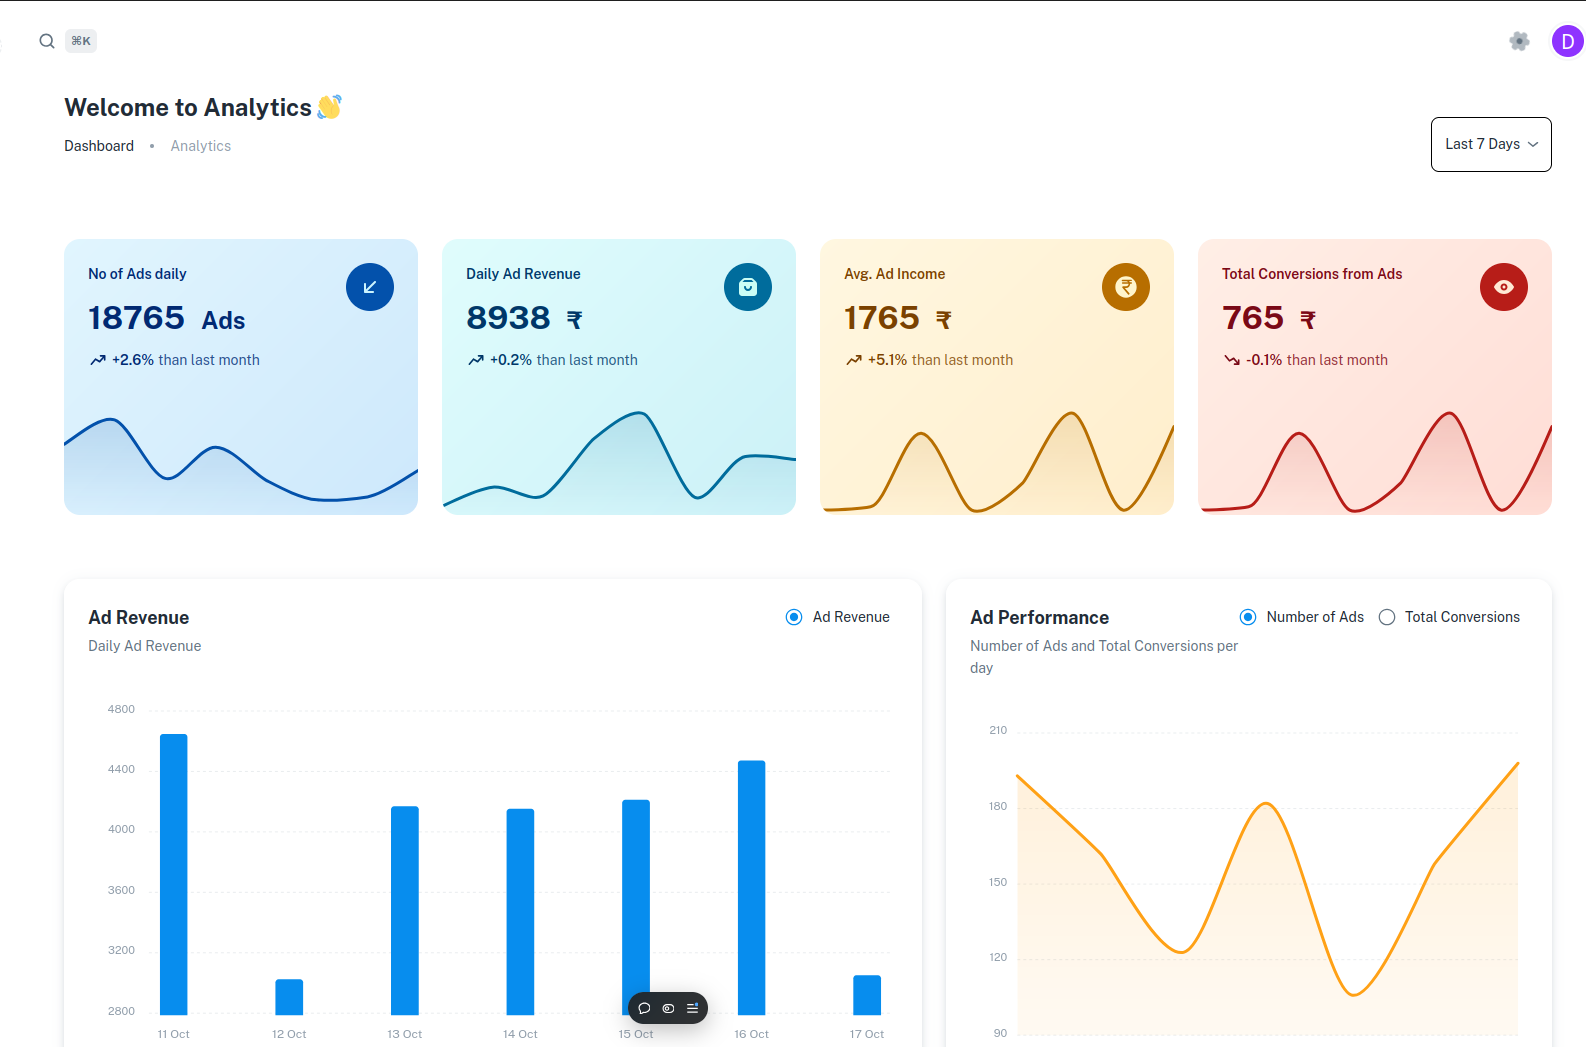 ⌘K
D
Welcome to Analytics 👋
Dashboard • Analytics
Last 7 Days
No of Ads daily
18765 Ads
+2.6% than last month
Daily Ad Revenue
8938 ₹
+0.2% than last month
Avg. Ad Income
₹
1765 ₹
+5.1% than last month
Total Conversions from Ads
765 ₹
-0.1% than last month
Ad Revenue
Ad Revenue
Daily Ad Revenue
4800
4400
4000
3600
3200
2800
11 Oct 12 Oct 13 Oct 14 Oct 15 Oct 16 Oct 17 Oct
Ad Performance
Number of Ads Total Conversions
Number of Ads and Total Conversions per
day
210
180
150
120
90